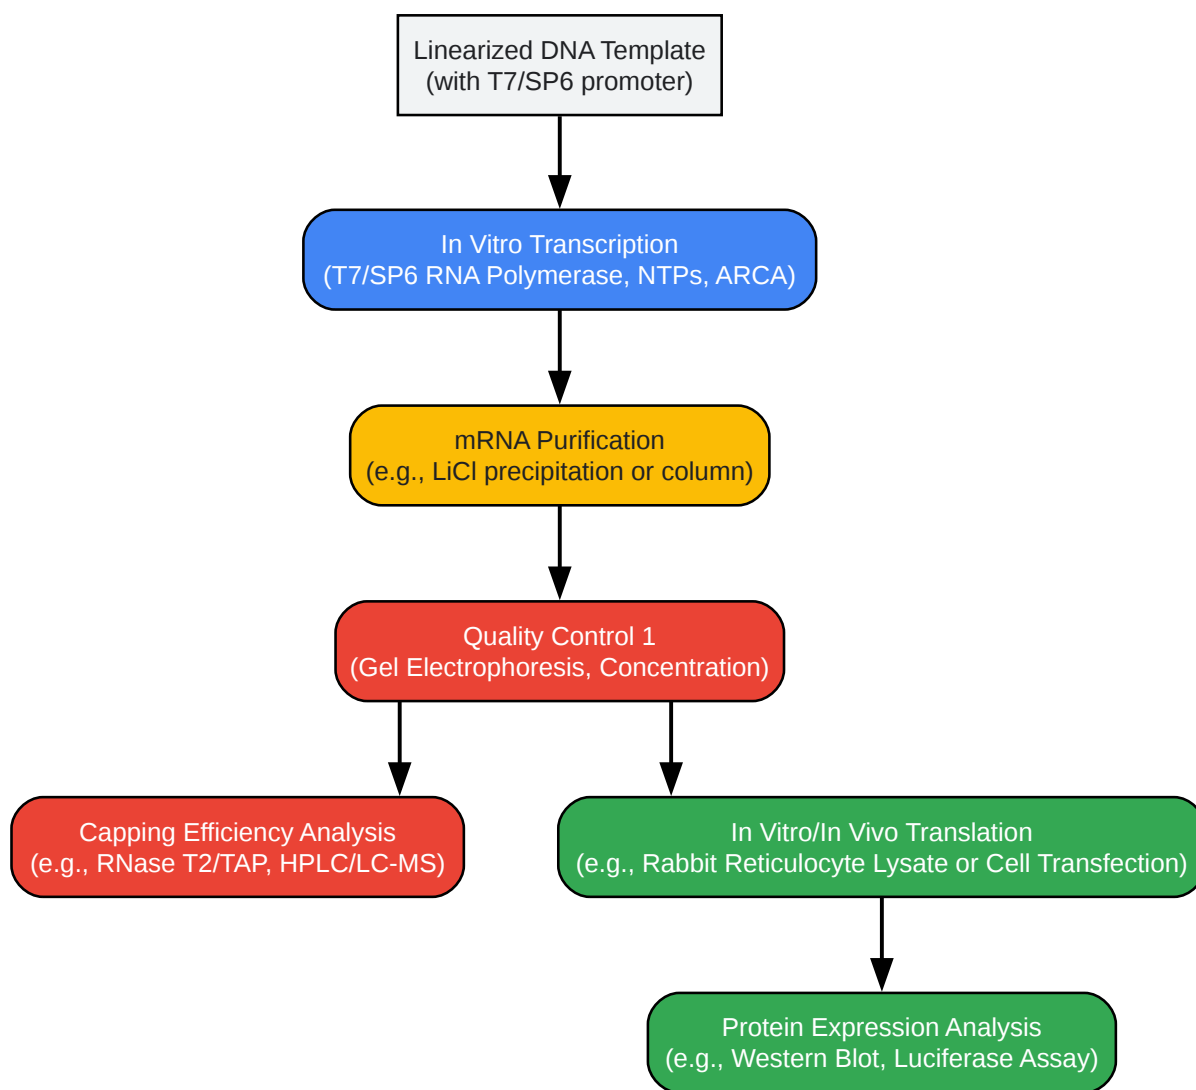 Linearized DNA Template
(with T7/SP6 promoter)
In Vitro Transcription
(T7/SP6 RNA Polymerase, NTPs, ARCA)
mRNA Purification
(e.g., LiCl precipitation or column)
Quality Control 1
(Gel Electrophoresis, Concentration)
Capping Efficiency Analysis
(e.g., RNase T2/TAP, HPLC/LC-MS)
In Vitro/In Vivo Translation
(e.g., Rabbit Reticulocyte Lysate or Cell Transfection)
Protein Expression Analysis
(e.g., Western Blot, Luciferase Assay)